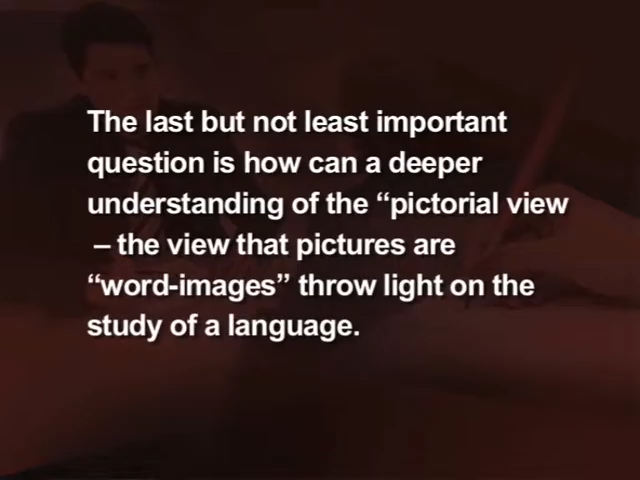 The last but not least important
question is how can a deeper
understanding of the “pictorial view
– the view that pictures are
“word-images” throw light on the
study of a language.